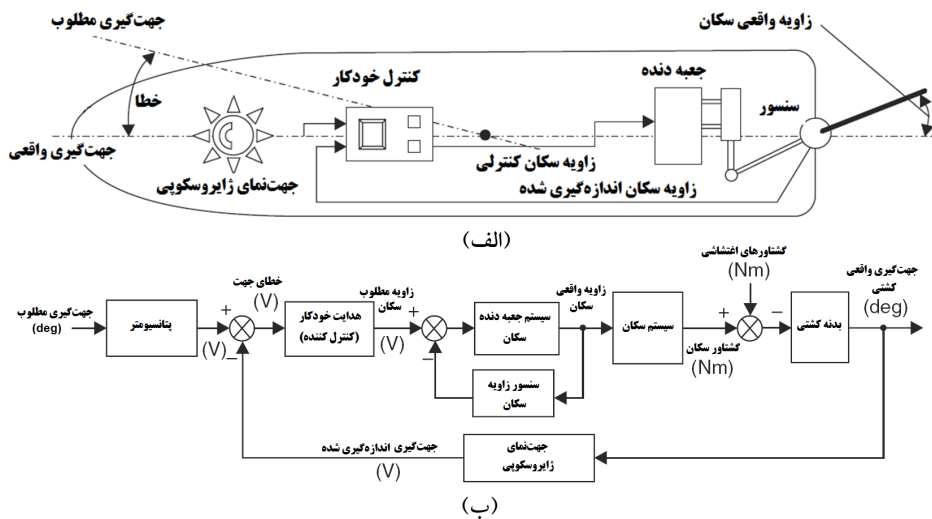 جهت‌گیری مطلوب
زاویه واقعی سکان
کنترل خودکار
جعبه دنده
خطا
سنسور
جهت‌گیری واقعی
زاویه سکان کنترلی
جهت‌نمای ژایروسکوپی
زاویه سکان اندازه‌گیری شده
(الف)
جهت‌گیری مطلوب
(deg)
پتانسیومتر
+
(V)
–
خطای جهت
(V)
هدایت خودکار
(کنترل کننده)
زاویه مطلوب
سکان
+
(V)
–
سیستم جعبه دنده
سکان
سنسور زاویه
سکان
زاویه واقعی
سکان
سیستم سکان
+
گشتاور سکان
(Nm)
گشتاورهای اغتشاشی
(Nm)
–
بدنه کشتی
جهت‌گیری واقعی
کشتی
(deg)
جهت‌نمای
ژایروسکوپی
جهت‌گیری اندازه‌گیری شده
(V)
(ب)